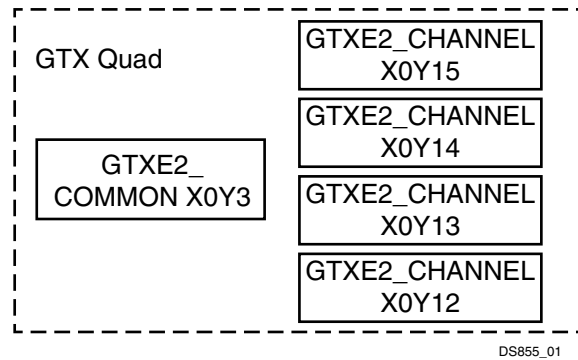 GTX Quad
GTXE2_
COMMON X0Y3
GTXE2_CHANNEL
X0Y15
GTXE2_CHANNEL
X0Y14
GTXE2_CHANNEL
X0Y13
GTXE2_CHANNEL
X0Y12
DS855_01